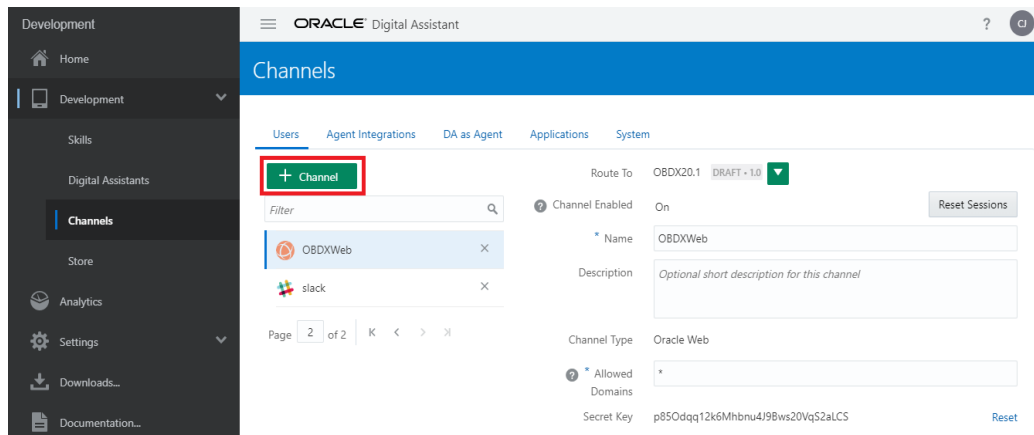 Development
ORACLE® Digital Assistant
?
CJ
Home
Channels
Development
Users Agent Integrations DA as Agent Applications System
Skills
+ Channel
Route To OBDX20.1 DRAFT • 1.0
Digital Assistants
Filter
? Channel Enabled On Reset Sessions
Channels
* Name OBDXWeb
OBDXWeb ×
Description Optional short description for this channel
Store
slack ×
Analytics
Page 2 of 2 K < > >|
Settings
Channel Type Oracle Web
Downloads...
? * Allowed Domains *
Documentation...
Secret Key p85Odqq12k6Mhbnu4J9Bws20VqS2aLCS Reset